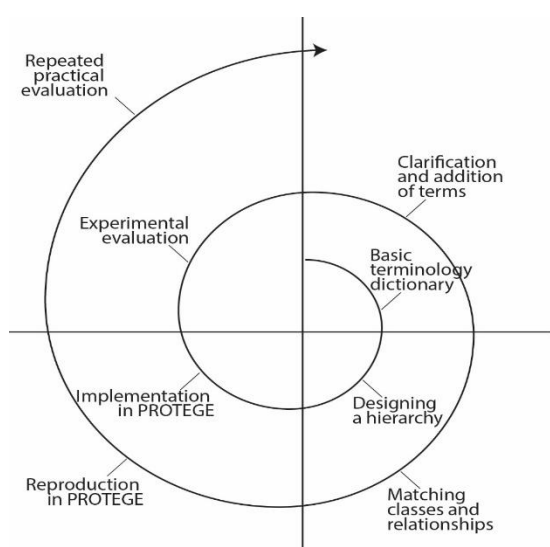 Repeated
practical
evaluation
Clarification
and addition
of terms
Experimental
evaluation
Basic
terminology
dictionary
Implementation
in PROTEGE
Designing
a hierarchy
Reproduction
in PROTEGE
Matching
classes and
relationships